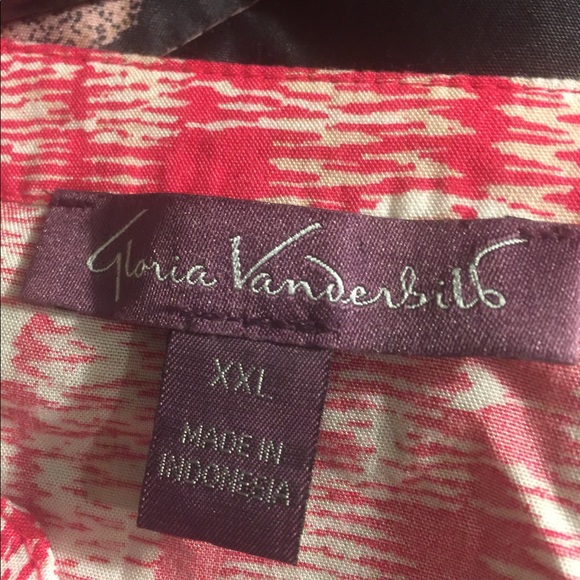 Gloria Vanderbilt
XXL
MADE IN
INDONESIA